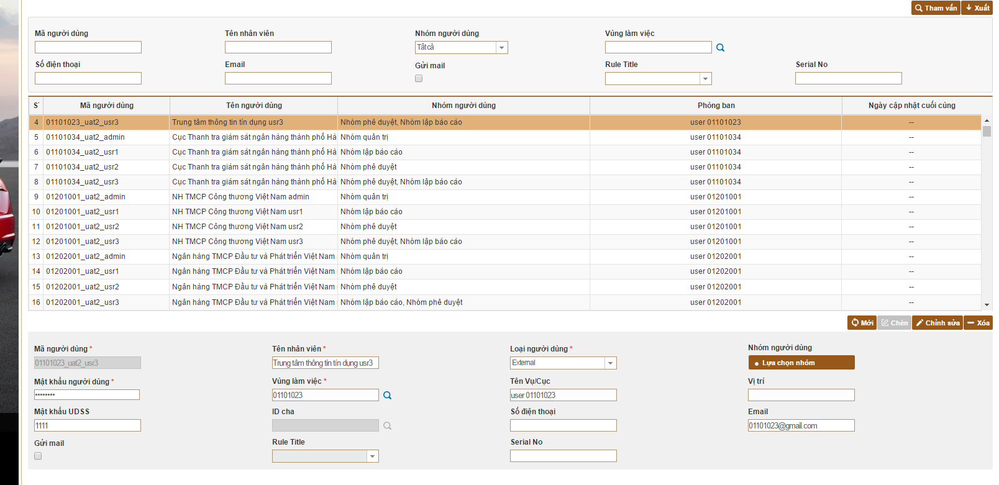 Tham vấn Xuất
Mã người dùng Tên nhân viên Nhóm người dùng Vùng làm việc
Tất cả
Số điện thoại Email Gửi mail Rule Title Serial No
S Mã người dùng Tên người dùng Nhóm người dùng Phòng ban Ngày cập nhật cuối cùng
4 01101023_uat2_usr3 Trung tâm thông tin tín dụng usr3 Nhóm phê duyệt, Nhóm lập báo cáo user 01101023 --
5 01101034_uat2_admin Cục Thanh tra giám sát ngân hàng thành phố Hà Nhóm quản trị user 01101034 --
6 01101034_uat2_usr1 Cục Thanh tra giám sát ngân hàng thành phố Hà Nhóm lập báo cáo user 01101034 --
7 01101034_uat2_usr2 Cục Thanh tra giám sát ngân hàng thành phố Hà Nhóm phê duyệt user 01101034 --
8 01101034_uat2_usr3 Cục Thanh tra giám sát ngân hàng thành phố Hà Nhóm phê duyệt, Nhóm lập báo cáo user 01101034 --
9 01201001_uat2_admin NH TMCP Công thương Việt Nam admin Nhóm quản trị user 01201001 --
10 01201001_uat2_usr1 NH TMCP Công thương Việt Nam usr1 Nhóm lập báo cáo user 01201001 --
11 01201001_uat2_usr2 NH TMCP Công thương Việt Nam usr2 Nhóm phê duyệt user 01201001 --
12 01201001_uat2_usr3 NH TMCP Công thương Việt Nam usr3 Nhóm phê duyệt, Nhóm lập báo cáo user 01201001 --
13 01202001_uat2_admin Ngân hàng TMCP Đầu tư và Phát triển Việt Nam Nhóm quản trị user 01202001 --
14 01202001_uat2_usr1 Ngân hàng TMCP Đầu tư và Phát triển Việt Nam Nhóm lập báo cáo user 01202001 --
15 01202001_uat2_usr2 Ngân hàng TMCP Đầu tư và Phát triển Việt Nam Nhóm phê duyệt user 01202001 --
16 01202001_uat2_usr3 Ngân hàng TMCP Đầu tư và Phát triển Việt Nam Nhóm lập báo cáo, Nhóm phê duyệt user 01202001 --
Mới Chèn Chỉnh sửa Xóa
Mã người dùng * Tên nhân viên * Loại người dùng * Nhóm người dùng
01101023_uat2_usr3 Trung tâm thông tin tín dụng usr3 External Lựa chọn nhóm
Mật khẩu người dùng * Vùng làm việc * Tên Vụ/Cục Vị trí
•••••••• 01101023 user 01101023
Mật khẩu UDSS ID cha Số điện thoại Email
1111 01101023@gmail.com
Gửi mail Rule Title Serial No